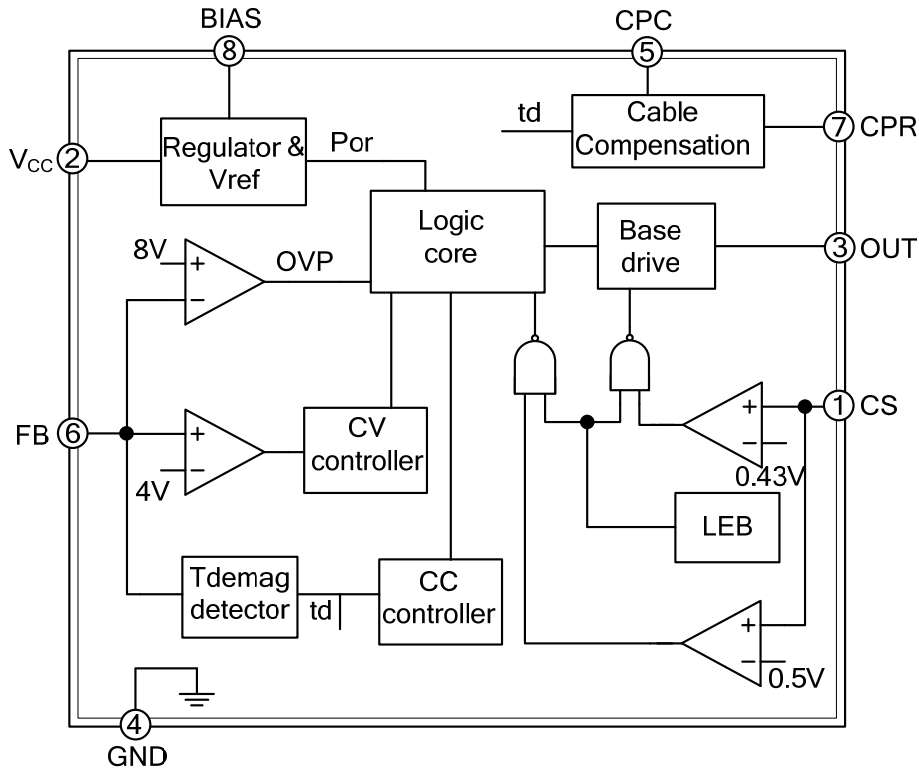 BIAS
CPC
8
5
td
Cable
Compensation
7 CPR
Regulator &
Vref
Por
VCC 2
Logic
core
Base
drive
3 OUT
8V
+
−
OVP
FB 6
+
−
4V
CV
controller
+
−
0.43V
1 CS
LEB
Tdemag
detector
td
CC
controller
+
−
0.5V
4
GND